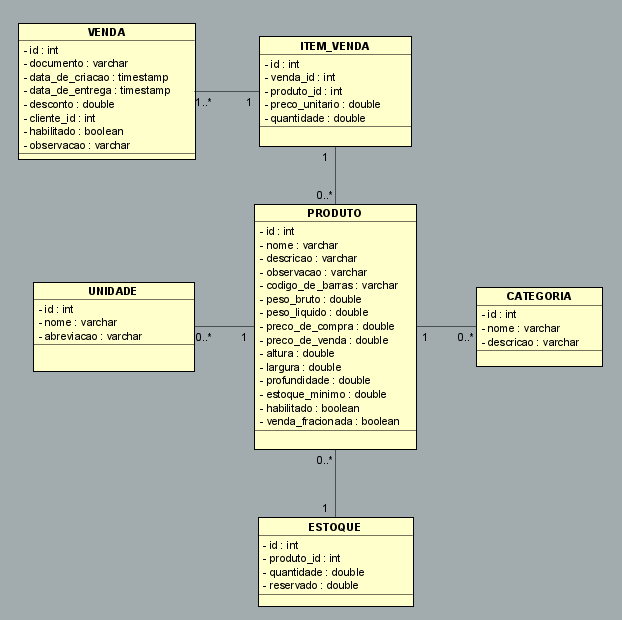 VENDA
- id : int
- documento : varchar
- data_de_criacao : timestamp
- data_de_entrega : timestamp
- desconto : double
- cliente_id : int
- habilitado : boolean
- observacao : varchar
1..*
1
ITEM_VENDA
- id : int
- venda_id : int
- produto_id : int
- preco_unitario : double
- quantidade : double
1
0..*
PRODUTO
- id : int
- nome : varchar
- descricao : varchar
- observacao : varchar
- codigo_de_barras : varchar
- peso_bruto : double
- peso_liquido : double
- preco_de_compra : double
- preco_de_venda : double
- altura : double
- largura : double
- profundidade : double
- estoque_minimo : double
- habilitado : boolean
- venda_fracionada : boolean
UNIDADE
- id : int
- nome : varchar
- abreviacao : varchar
0..*
1
1
0..*
CATEGORIA
- id : int
- nome : varchar
- descricao : varchar
0..*
1
ESTOQUE
- id : int
- produto_id : int
- quantidade : double
- reservado : double